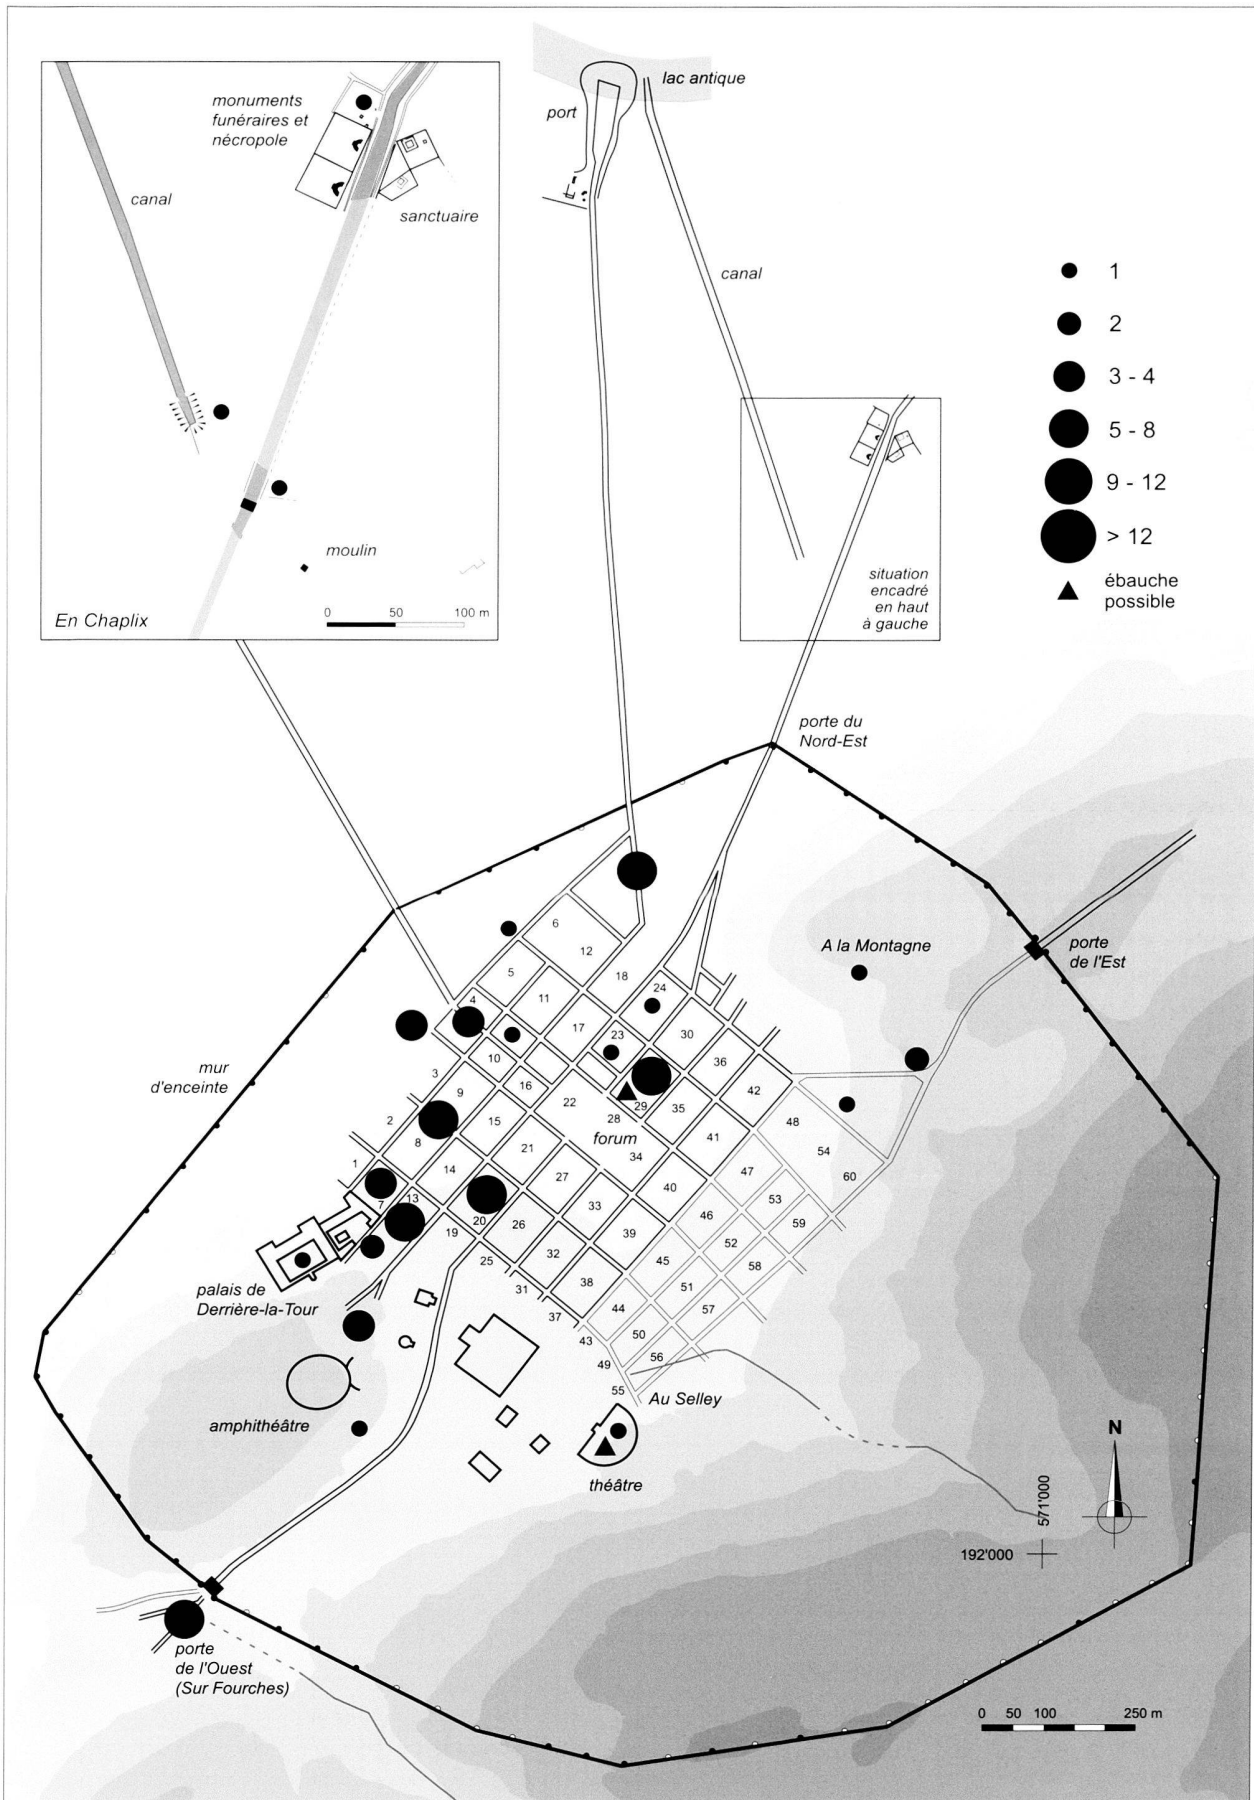 monuments
funéraires et
nécropole
canal
sanctuaire
moulin
En Chaplix
0 50 100 m
lac antique
port
canal
1
2
3 - 4
5 - 8
9 - 12
> 12
ébauche
possible
situation
encadré
en haut
à gauche
porte du
Nord-Est
A la Montagne
porte
de l'Est
mur
d'enceinte
6
12
5
18
24
4
11
17
23
30
10
36
3
16
42
9
22
29
35
2
15
28
48
8
forum
41
21
34
54
1
14
27
47
60
7
13
40
20
33
53
19
26
46
59
39
52
25
32
45
58
31
38
51
37
44
57
43
50
49
56
55
palais de
Derrière-la-Tour
amphithéâtre
Au Selley
théâtre
N
571'000
192'000
porte
de l'Ouest
(Sur Fourches)
0 50 100 250 m